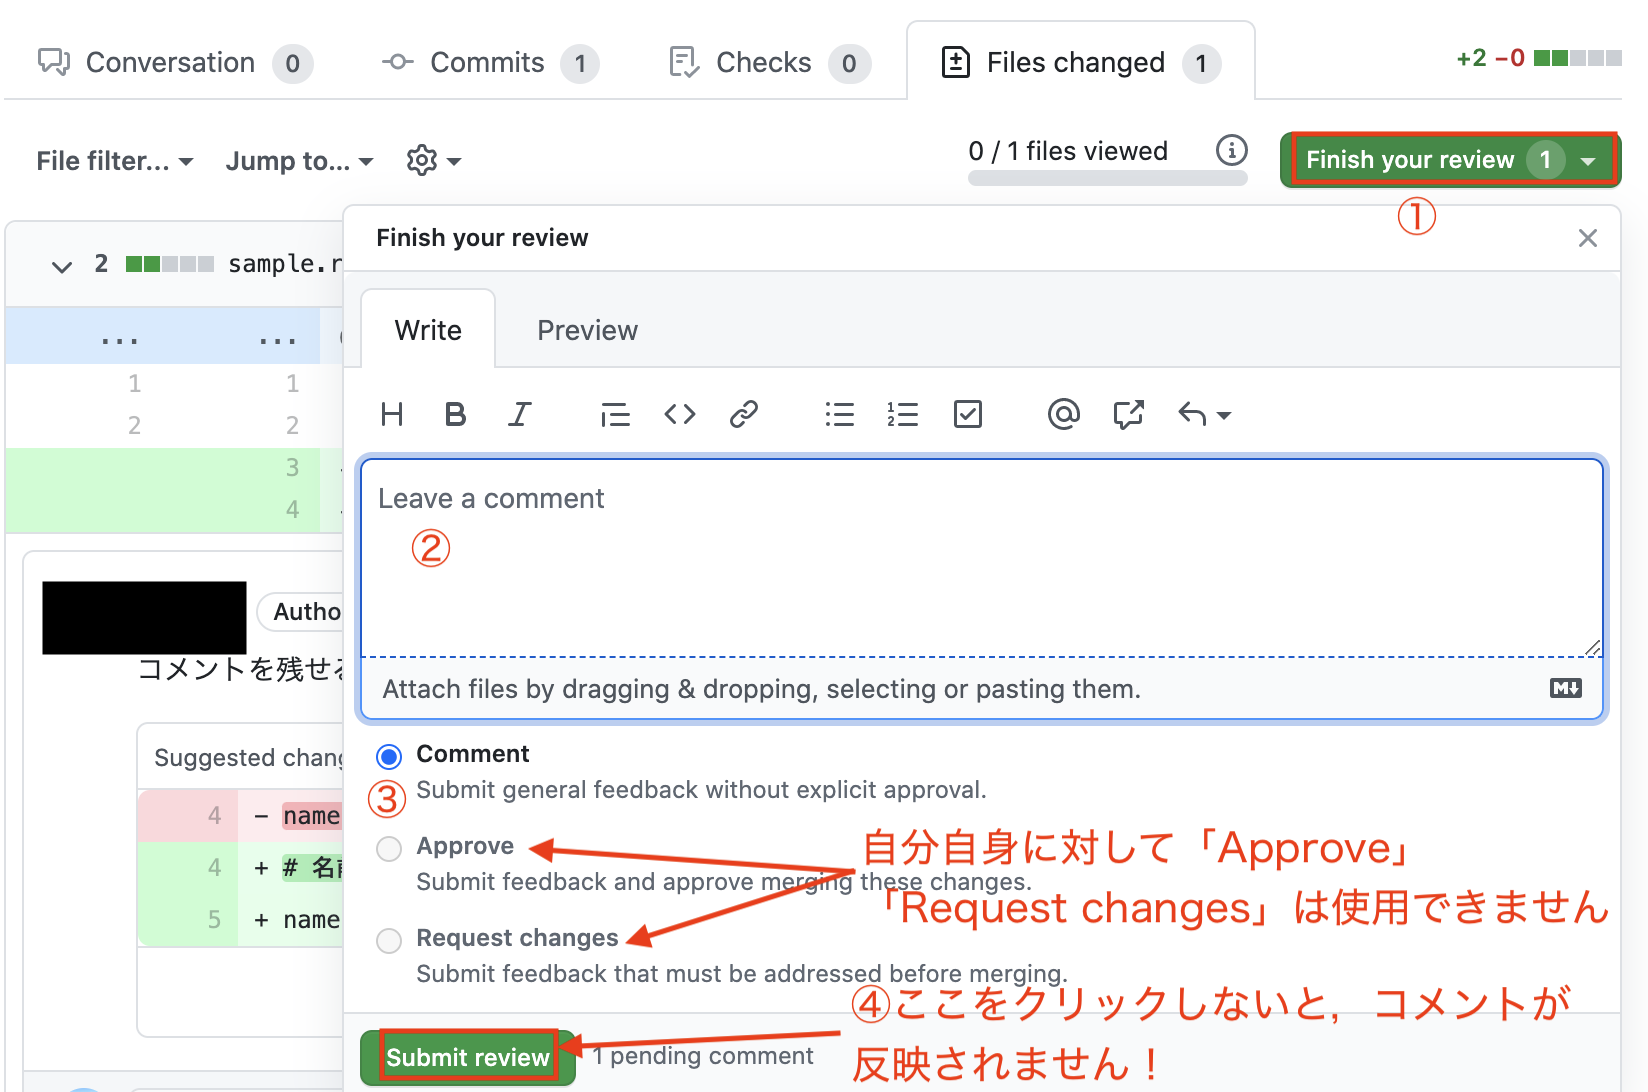 Conversation 0 Commits 1 Checks 0 Files changed 1 +2 −0
File filter... Jump to... 0 / 1 files viewed Finish your review 1
①
2 sample.r
Finish your review
Write Preview
... ...
1 1
2 2
3
4
Leave a comment
②
Attach files by dragging & dropping, selecting or pasting them.
Autho
コメントを残せる
Suggested chang
4 − name
4 + # 名前
5 + name
Comment
③ Submit general feedback without explicit approval.
Approve
Submit feedback and approve merging these changes.
Request changes
Submit feedback that must be addressed before merging.
自分自身に対して「Approve」
「Request changes」は使用できません
④ここをクリックしないと，コメントが
反映されません！
Submit review 1 pending comment